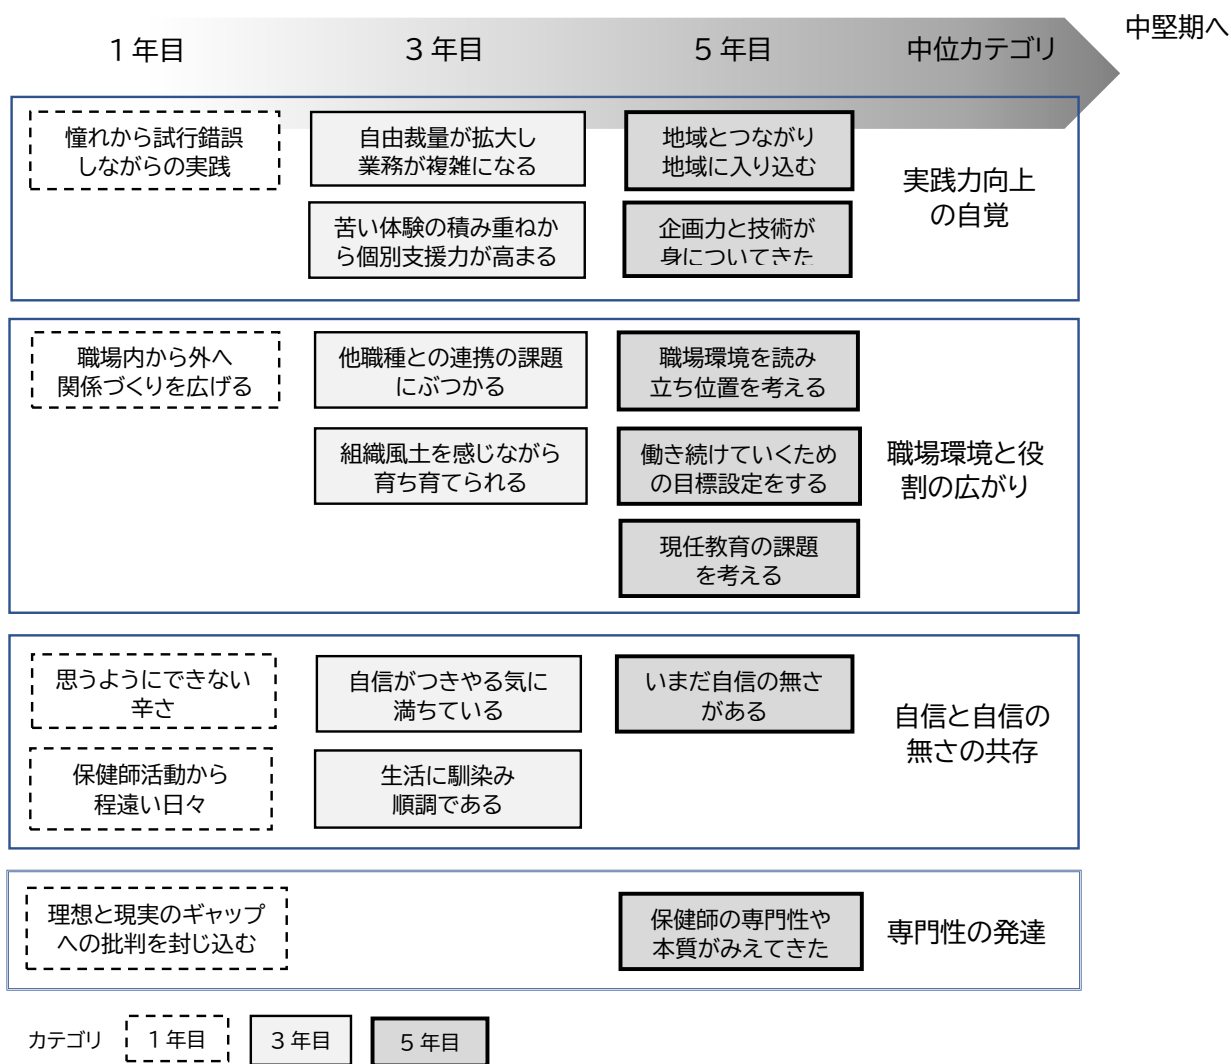 中堅期へ
1年目
3年目
5年目
中位カテゴリ
憧れから試行錯誤
しながらの実践
自由裁量が拡大し
業務が複雑になる
地域とつながり
地域に入り込む
苦い体験の積み重ねか
ら個別支援力が高まる
企画力と技術が
身についてきた
実践力向上
の自覚
職場内から外へ
関係づくりを広げる
他職種との連携の課題
にぶつかる
職場環境を読み
立ち位置を考える
組織風土を感じながら
育ち育てられる
働き続けていくため
の目標設定をする
現任教育の課題
を考える
職場環境と役
割の広がり
思うようにできない
辛さ
自信がつきやる気に
満ちている
いまだ自信の無さ
がある
保健師活動から
程遠い日々
生活に馴染み
順調である
自信と自信の
無さの共存
理想と現実のギャップ
への批判を封じ込む
保健師の専門性や
本質がみえてきた
専門性の発達
カテゴリ
1年目
3年目
5年目